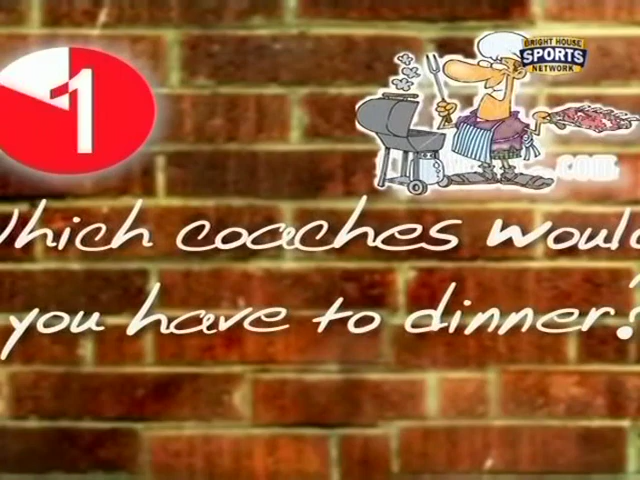 1
BRIGHT HOUSE
SPORTS
NETWORK
.com
Which coaches would
you have to dinner?